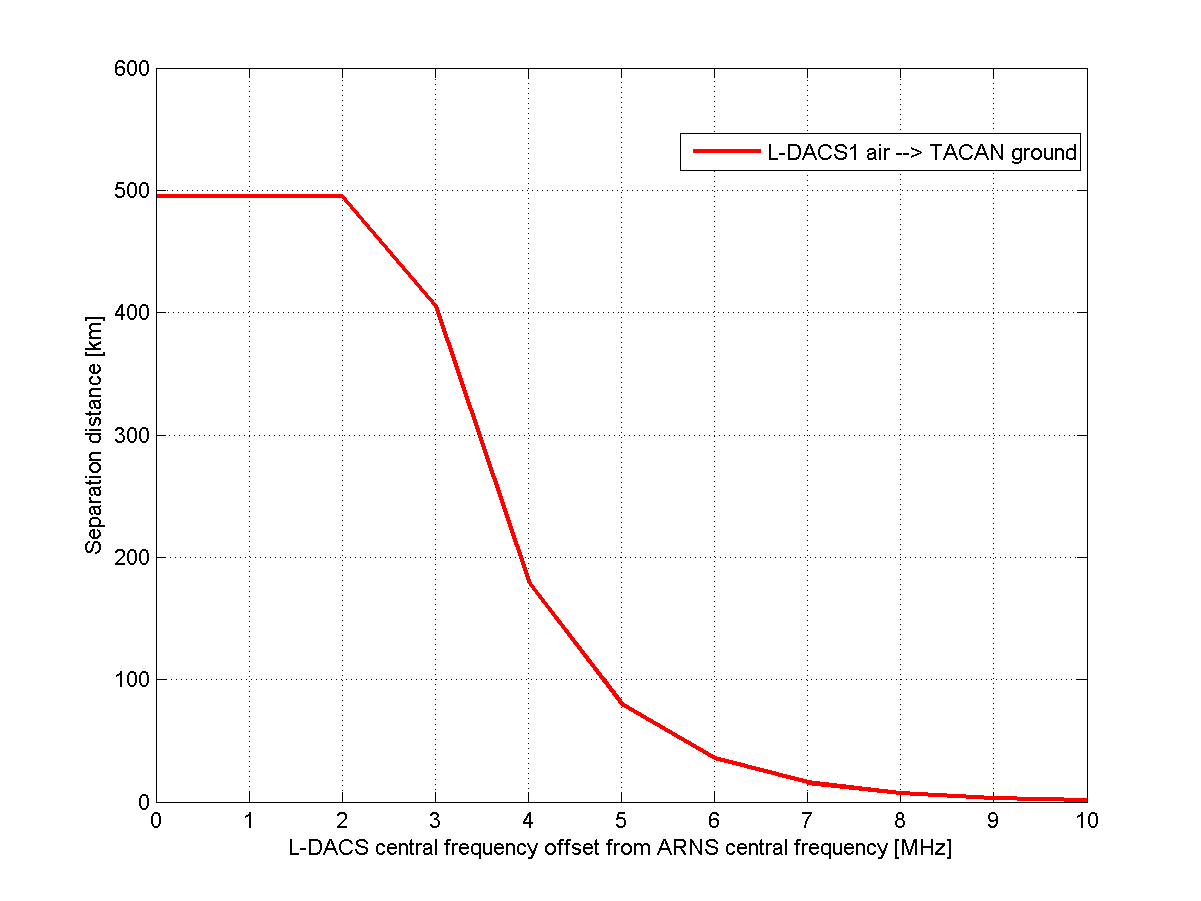 600
500
400
300
200
100
0
Separation distance [km]
L-DACS1 air --> TACAN ground
0 1 2 3 4 5 6 7 8 9 10
L-DACS central frequency offset from ARNS central frequency [MHz]